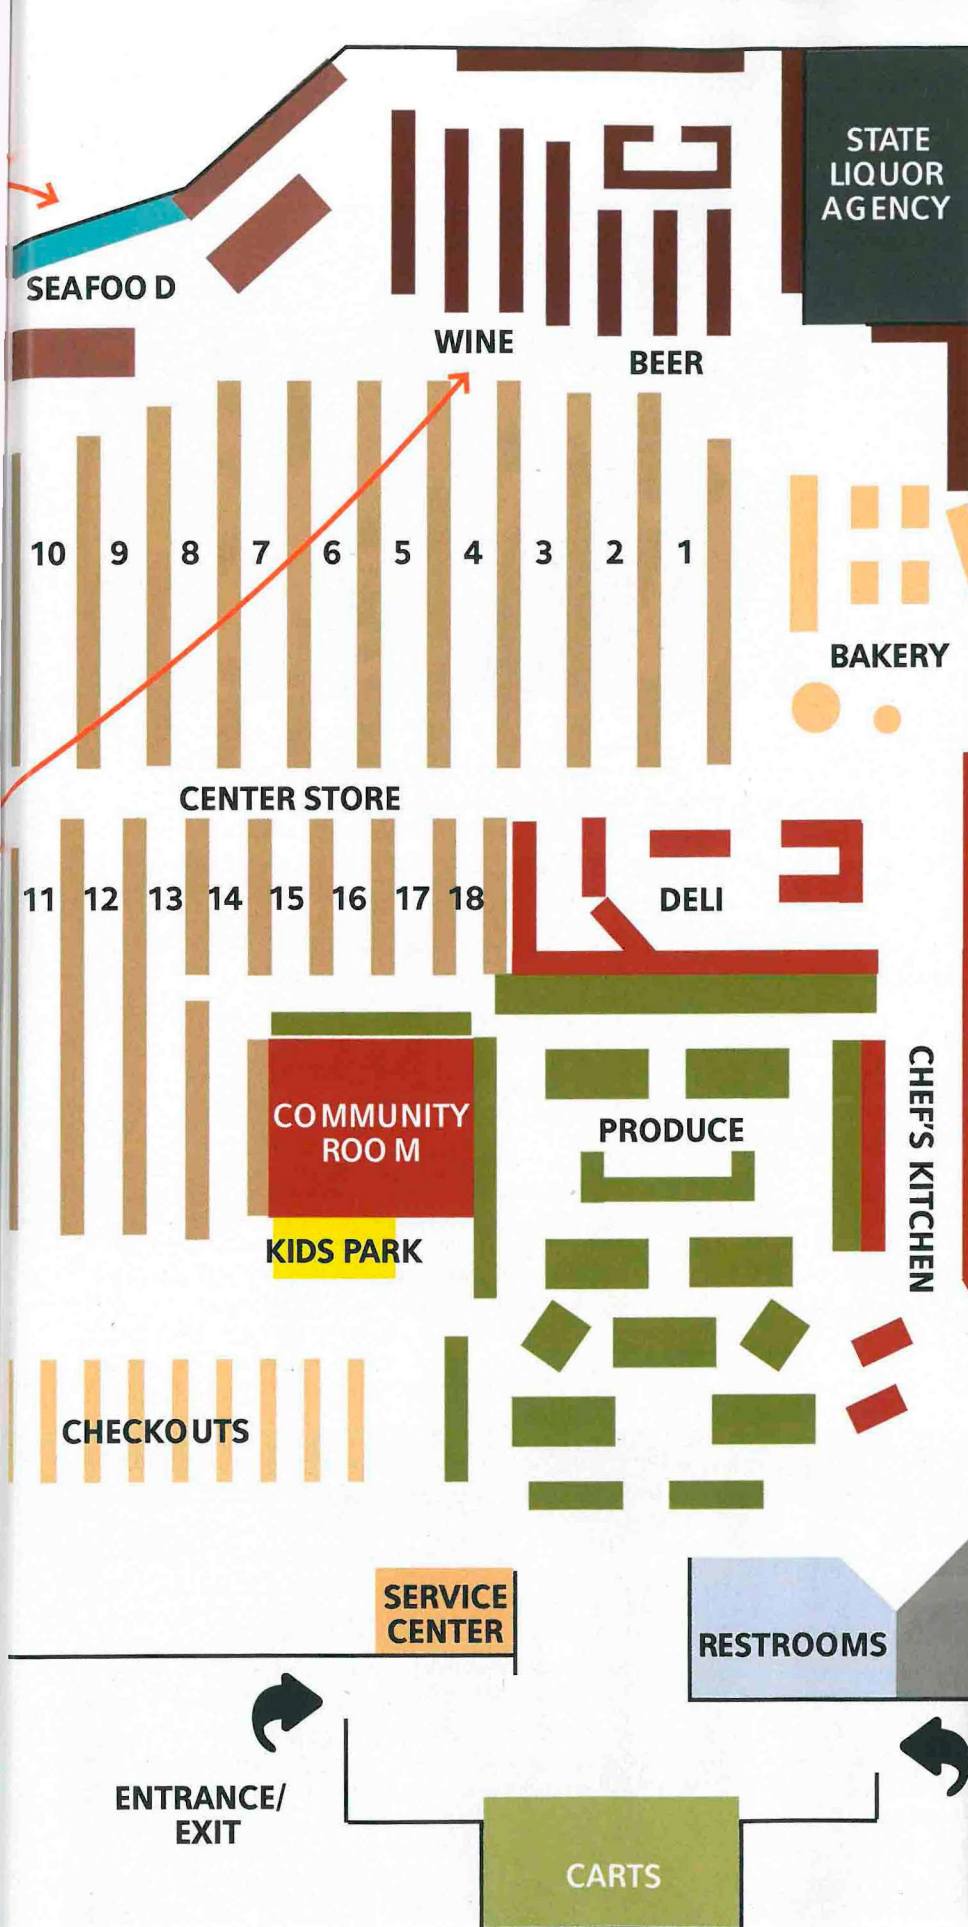 STATE
LIQUOR
AGENCY
SEAFOOD
WINE
BEER
10 9 8 7 6 5 4 3 2 1
BAKERY
CENTER STORE
11 12 13 14 15 16 17 18
DELI
COMMUNITY
ROOM
PRODUCE
CHEF'S KITCHEN
KIDS PARK
CHECKOUTS
SERVICE
CENTER
RESTROOMS
ENTRANCE/
EXIT
CARTS